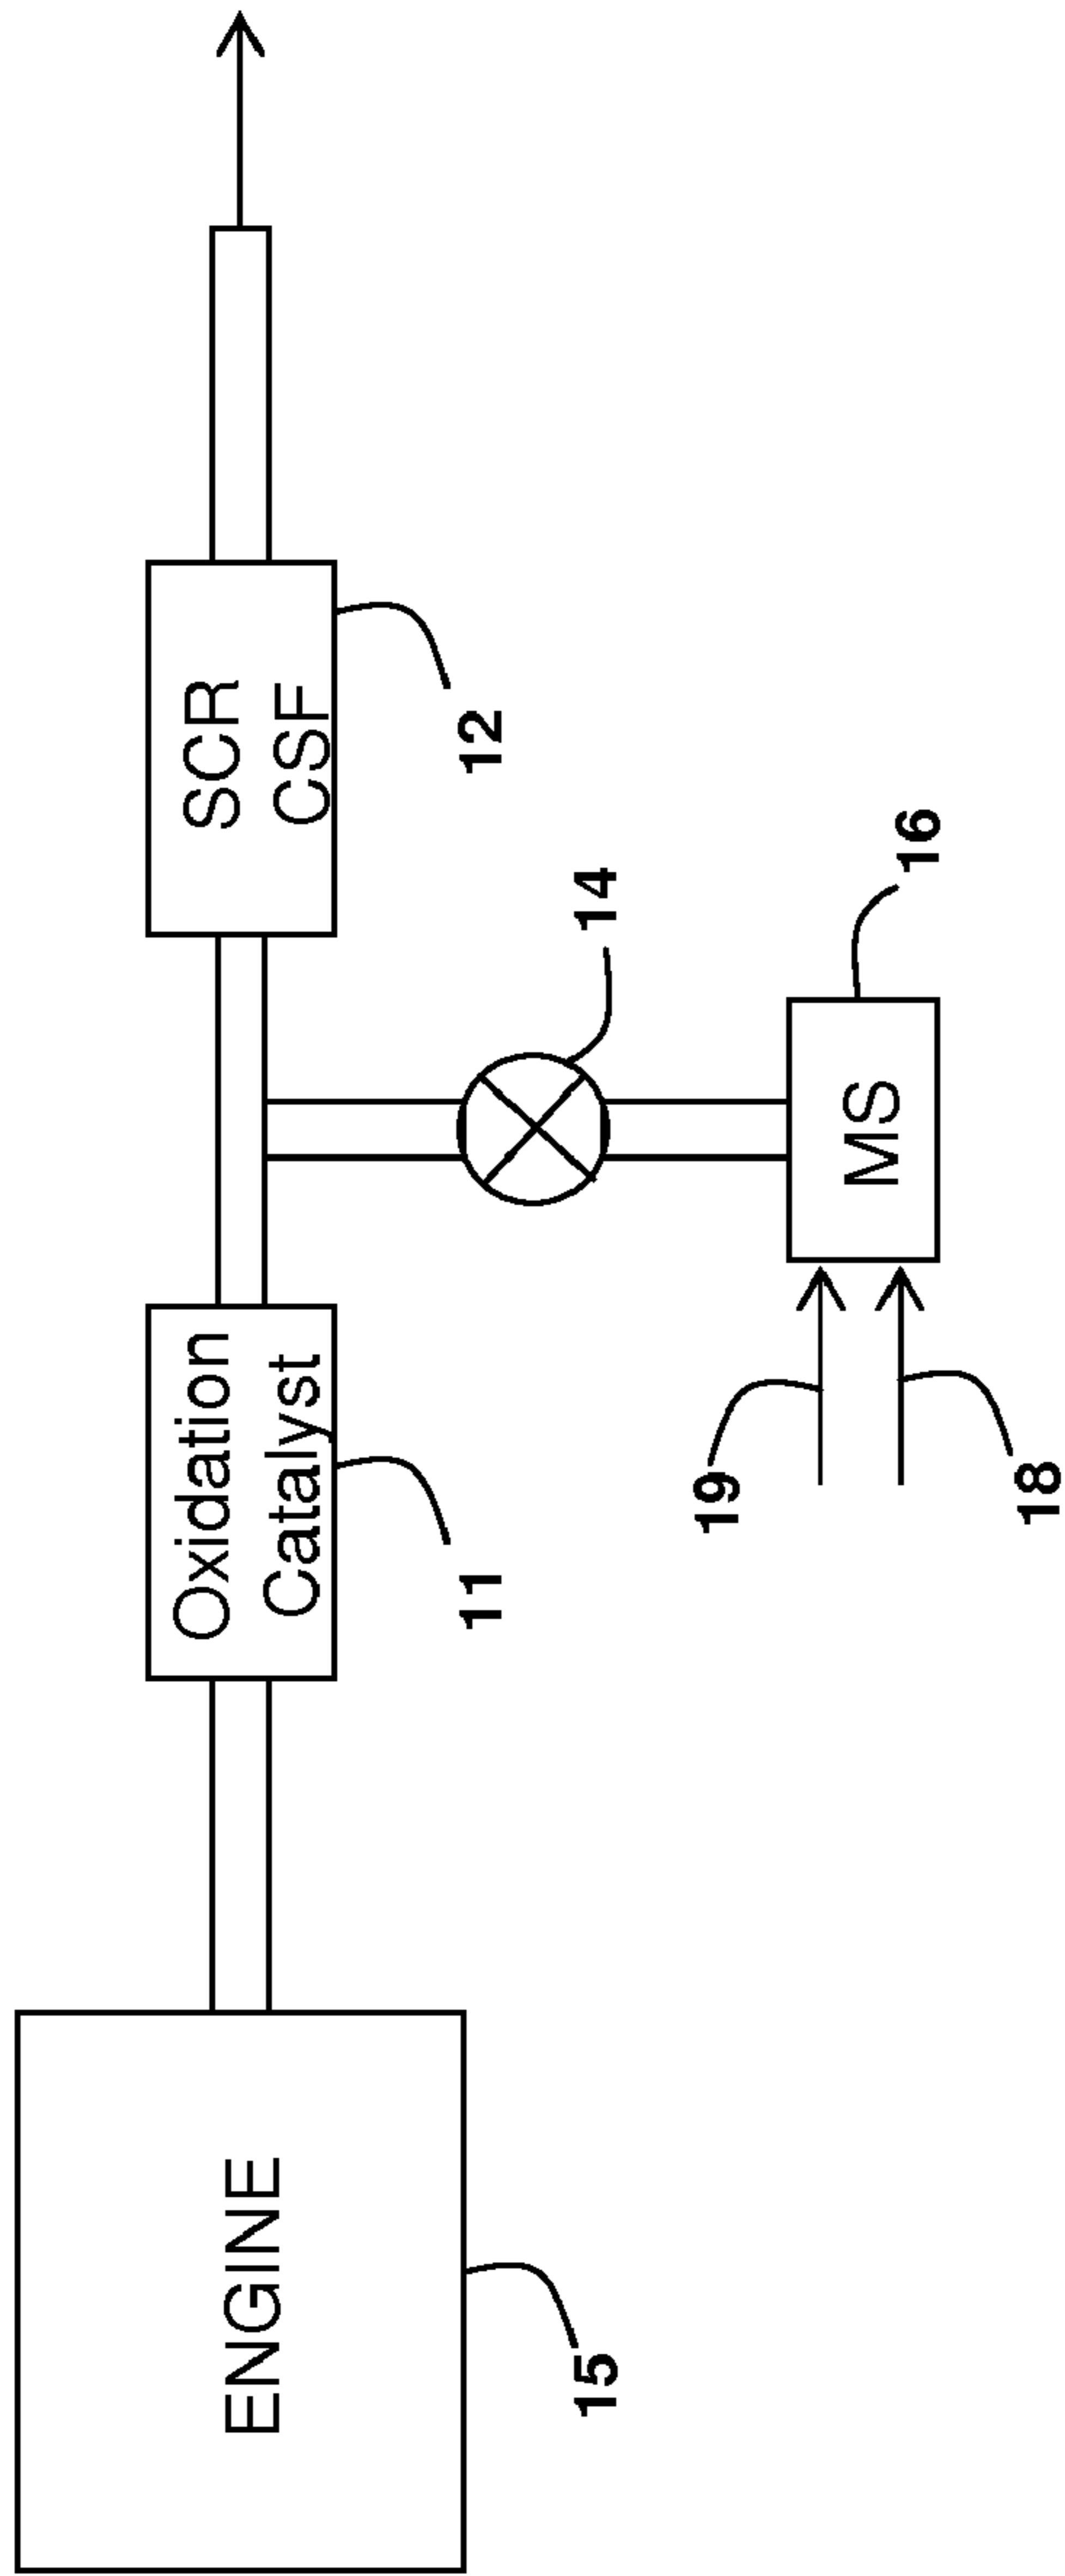 ENGINE
15
Oxidation
Catalyst
11
SCR
CSF
12
14
MS
16
19
18